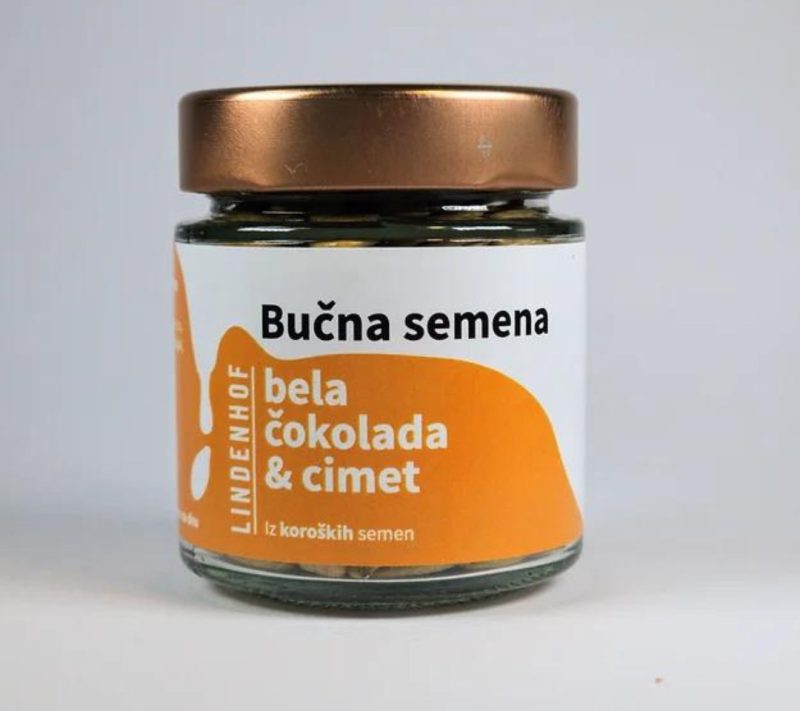 Bučna semena
LINDENHOF
bela
čokolada
& cimet
Iz koroških semen